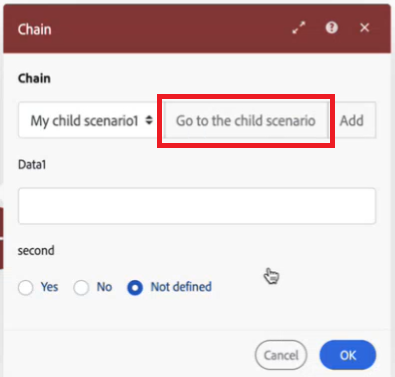 Chain
Chain
My child scenario1 Go to the child scenario Add
Data1
second
Yes No Not defined
Cancel OK